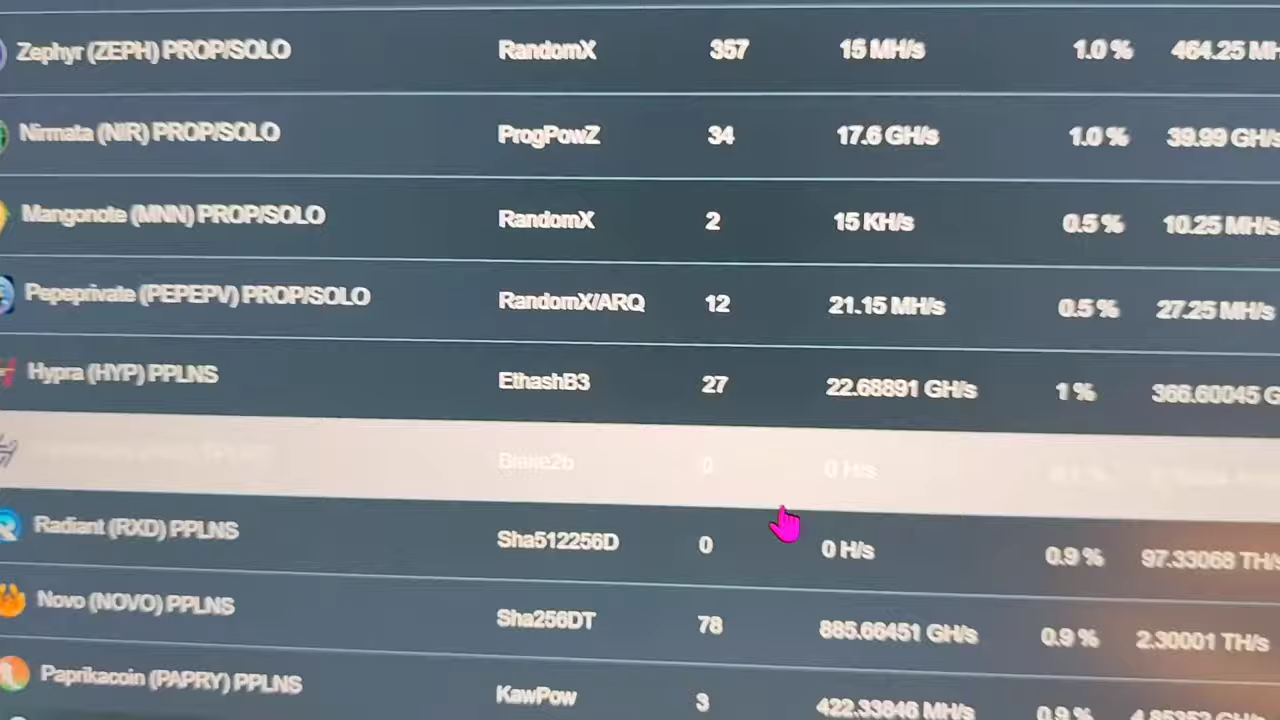 Zephyr (ZEPH) PROP/SOLO RandomX 357 15 MH/s 1.0 % 464.25 MH
Nirmata (NIR) PROP/SOLO ProgPowZ 34 17.6 GH/s 1.0 % 39.99 GH/s
Mangonote (MNN) PROP/SOLO RandomX 2 15 KH/s 0.5 % 10.25 MH/s
Pepeprivate (PEPEPV) PROP/SOLO RandomX/ARQ 12 21.15 MH/s 0.5 % 27.25 MH/s
Hypra (HYP) PPLNS EthashB3 27 22.68891 GH/s 1 % 366.60045 G
Blake2b 0 0 H/s
Radiant (RXD) PPLNS Sha512256D 0 0 H/s 0.9 % 97.33068 TH/s
Novo (NOVO) PPLNS Sha256DT 78 885.66451 GH/s 0.9 % 2.30001 TH/s
Paprikacoin (PAPRY) PPLNS KawPow 3 422.33846 MH/s 0.9 %